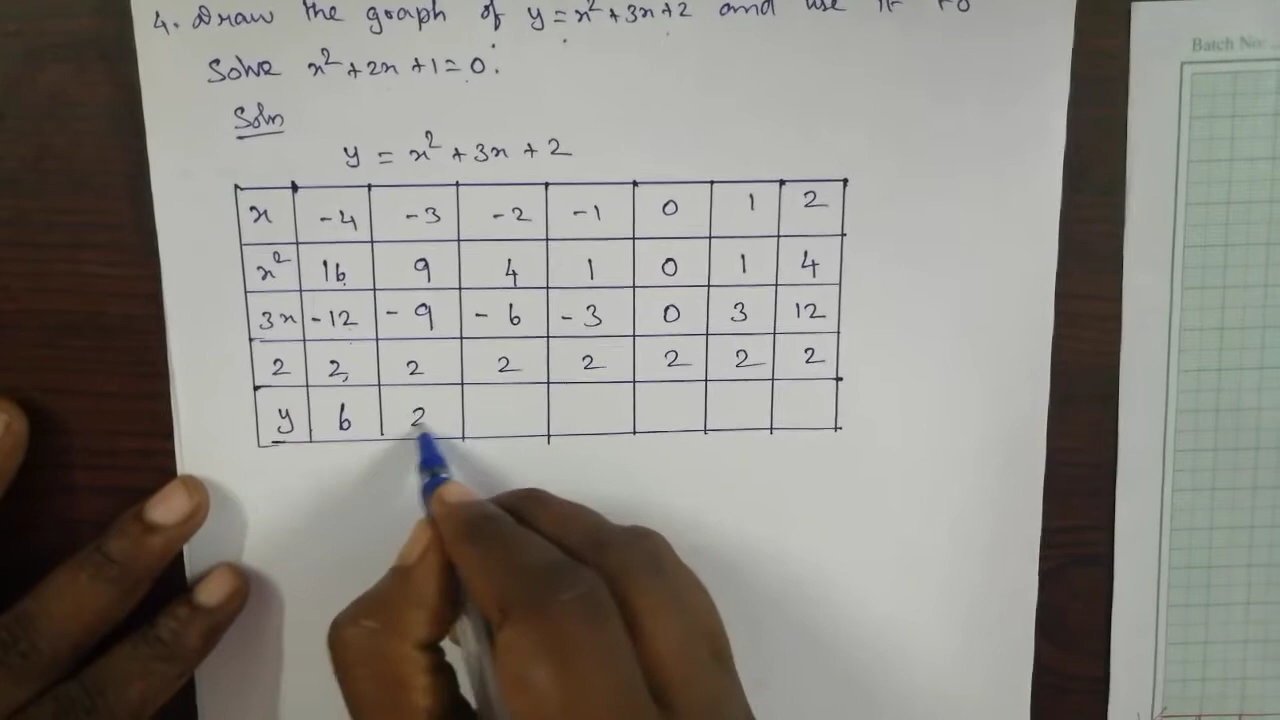 4. Draw the graph of y = x² + 3x + 2 and use it to
Solve x² + 2x + 1 = 0.
Soln
y = x² + 3x + 2
x -4 -3 -2 -1 0 1 2
x² 16 9 4 1 0 1 4
3x -12 -9 -6 -3 0 3 12
2 2 2 2 2 2 2 2
y 6 2
Batch No: